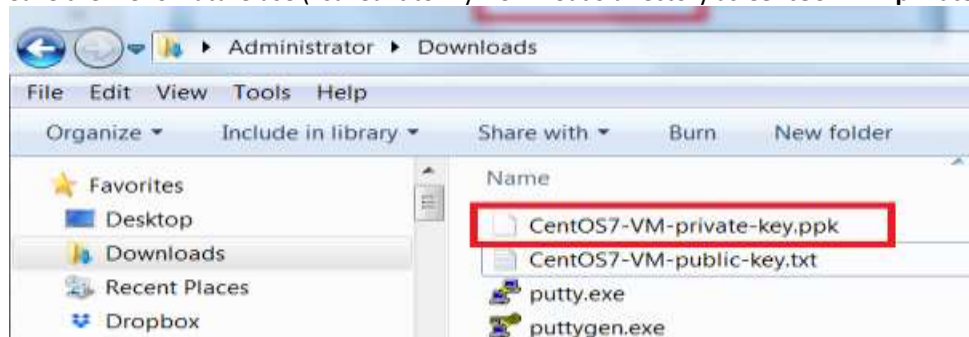 Administrator ▸ Downloads
File Edit View Tools Help
Organize ▾ Include in library ▾ Share with ▾ Burn New folder
Favorites
Desktop
Downloads
Recent Places
Dropbox
Name
CentOS7-VM-private-key.ppk
CentOS7-VM-public-key.txt
putty.exe
puttygen.exe